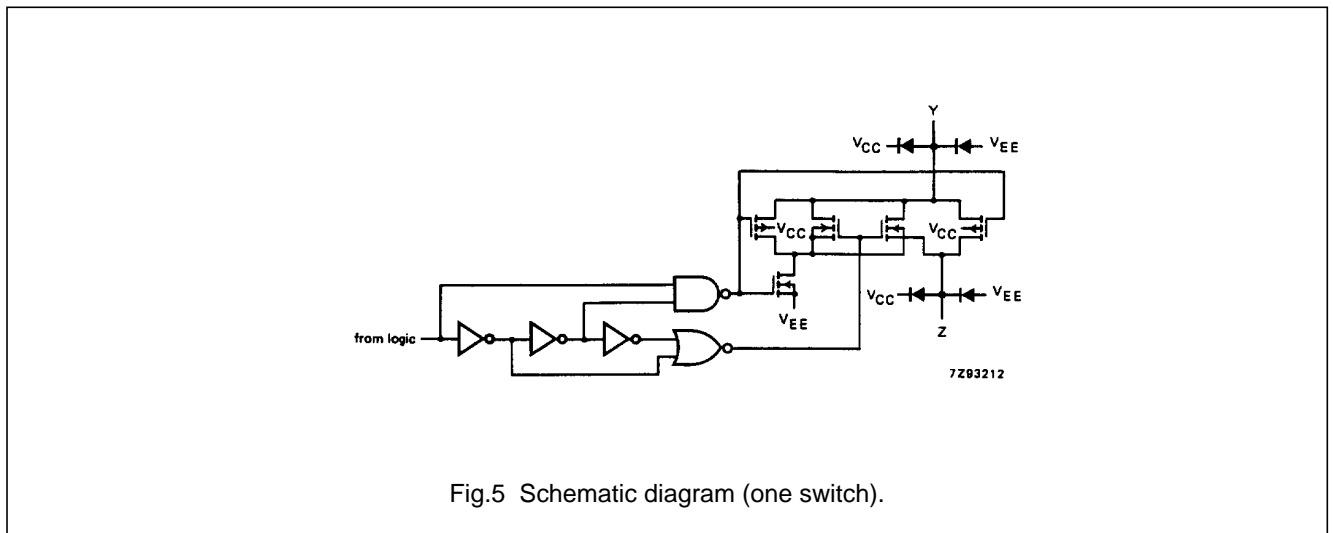 Y
VCC VEE
VCC VCC
VCC VEE
VEE
Z
from logic
7Z93212
Fig.5 Schematic diagram (one switch).